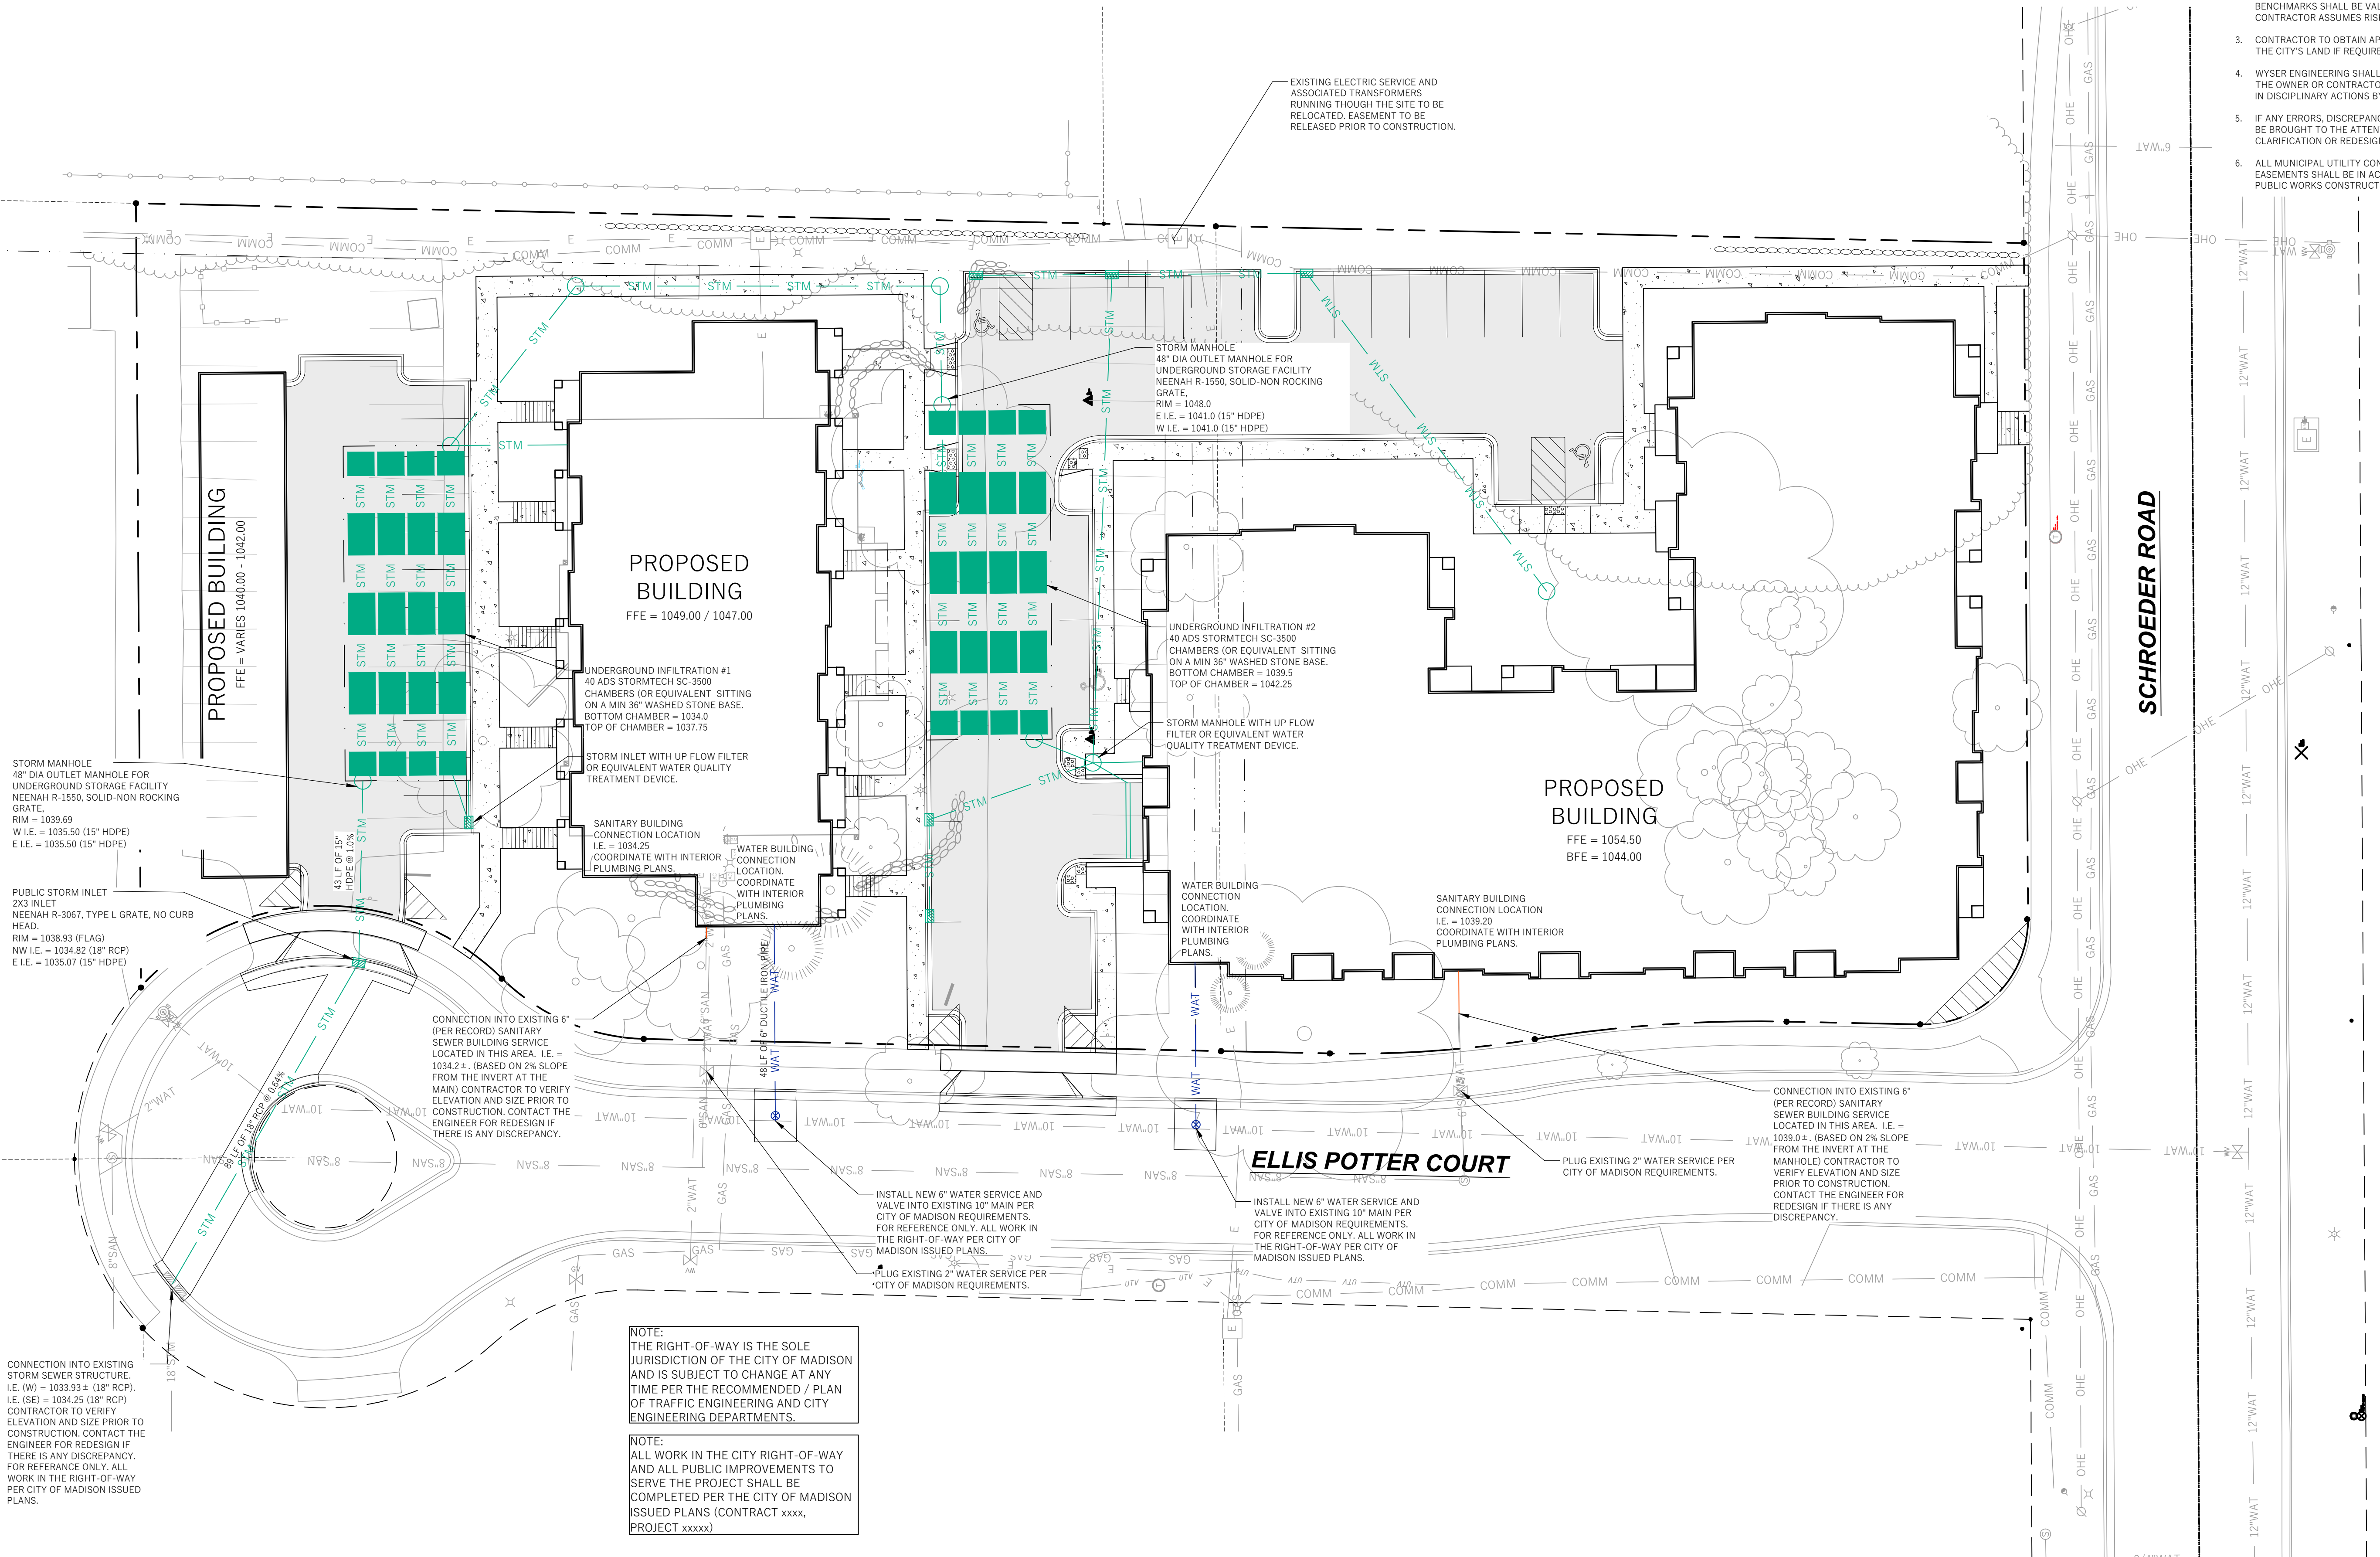 BENCHMARKS SHALL BE
CONTRACTOR ASSUMES
3. CONTRACTOR TO OBTAIN
THE CITY'S LAND IF
4. WYSER ENGINEERING SHALL
THE OWNER OR
IN DISCIPLINARY ACTIONS
5. IF ANY ERRORS,
BE BROUGHT TO THE
CLARIFICATION OR
6. ALL MUNICIPAL UTILITY
EASEMENTS SHALL BE IN
PUBLIC WORKS
EXISTING ELECTRIC SERVICE AND
ASSOCIATED TRANSFORMERS
RUNNING THOUGH THE SITE TO BE
RELOCATED. EASEMENT TO BE
RELEASED PRIOR TO CONSTRUCTION.
STORM MANHOLE
48" DIA OUTLET MANHOLE FOR
UNDERGROUND STORAGE FACILITY
NEENAH R-1550, SOLID-NON ROCKING
GRATE,
RIM = 1048.0
E I.E. = 1041.0 (15" HDPE)
W I.E. = 1041.0 (15" HDPE)
PROPOSED BUILDING
FFE = VARIES 1040.00 - 1042.00
PROPOSED
BUILDING
FFE = 1049.00 / 1047.00
UNDERGROUND INFILTRATION #1
40 ADS STORMTECH SC-3500
CHAMBERS (OR EQUIVALENT SITTING
ON A MIN 36" WASHED STONE BASE.
BOTTOM CHAMBER = 1034.0
TOP OF CHAMBER = 1037.75
STORM INLET WITH UP FLOW FILTER
OR EQUIVALENT WATER QUALITY
TREATMENT DEVICE.
SANITARY BUILDING
CONNECTION LOCATION
I.E. = 1034.25
COORDINATE WITH INTERIOR
PLUMBING PLANS.
WATER BUILDING
CONNECTION
LOCATION.
COORDINATE
WITH INTERIOR
PLUMBING
PLANS.
UNDERGROUND INFILTRATION #2
40 ADS STORMTECH SC-3500
CHAMBERS (OR EQUIVALENT SITTING
ON A MIN 36" WASHED STONE BASE.
BOTTOM CHAMBER = 1039.5
TOP OF CHAMBER = 1042.25
STORM MANHOLE WITH UP FLOW
FILTER OR EQUIVALENT WATER
QUALITY TREATMENT DEVICE.
PROPOSED
BUILDING
FFE = 1054.50
BFE = 1044.00
WATER BUILDING
CONNECTION
LOCATION.
COORDINATE
WITH INTERIOR
PLUMBING
PLANS.
SANITARY BUILDING
CONNECTION LOCATION
I.E. = 1039.20
COORDINATE WITH INTERIOR
PLUMBING PLANS.
SCHROEDER ROAD
STORM MANHOLE
48" DIA OUTLET MANHOLE FOR
UNDERGROUND STORAGE FACILITY
NEENAH R-1550, SOLID-NON ROCKING
GRATE,
RIM = 1039.69
W I.E. = 1035.50 (15" HDPE)
E I.E. = 1035.50 (15" HDPE)
43 LF OF 15"
HDPE @ 1.0%
PUBLIC STORM INLET
2X3 INLET
NEENAH R-3067, TYPE L GRATE, NO CURB
HEAD.
RIM = 1038.93 (FLAG)
NW I.E. = 1034.82 (18" RCP)
E I.E. = 1035.07 (15" HDPE)
CONNECTION INTO EXISTING 6"
(PER RECORD) SANITARY
SEWER BUILDING SERVICE
LOCATED IN THIS AREA. I.E. =
1034.2±. (BASED ON 2% SLOPE
FROM THE INVERT AT THE
MAIN) CONTRACTOR TO VERIFY
ELEVATION AND SIZE PRIOR TO
CONSTRUCTION. CONTACT THE
ENGINEER FOR REDESIGN IF
THERE IS ANY DISCREPANCY.
48 LF OF 6" DUCTILE IRON PIPE
89 LF OF 18" RCP @ 0.64%
ELLIS POTTER COURT
INSTALL NEW 6" WATER SERVICE AND
VALVE INTO EXISTING 10" MAIN PER
CITY OF MADISON REQUIREMENTS.
FOR REFERENCE ONLY. ALL WORK IN
THE RIGHT-OF-WAY PER CITY OF
MADISON ISSUED PLANS.
PLUG EXISTING 2" WATER SERVICE PER
CITY OF MADISON REQUIREMENTS.
INSTALL NEW 6" WATER SERVICE AND
VALVE INTO EXISTING 10" MAIN PER
CITY OF MADISON REQUIREMENTS.
FOR REFERENCE ONLY. ALL WORK IN
THE RIGHT-OF-WAY PER CITY OF
MADISON ISSUED PLANS.
PLUG EXISTING 2" WATER SERVICE PER
CITY OF MADISON REQUIREMENTS.
CONNECTION INTO EXISTING 6"
(PER RECORD) SANITARY
SEWER BUILDING SERVICE
LOCATED IN THIS AREA. I.E. =
1039.0±. (BASED ON 2% SLOPE
FROM THE INVERT AT THE
MANHOLE) CONTRACTOR TO
VERIFY ELEVATION AND SIZE
PRIOR TO CONSTRUCTION.
CONTACT THE ENGINEER FOR
REDESIGN IF THERE IS ANY
DISCREPANCY.
CONNECTION INTO EXISTING
STORM SEWER STRUCTURE.
I.E. (W) = 1033.93± (18" RCP).
I.E. (SE) = 1034.25 (18" RCP)
CONTRACTOR TO VERIFY
ELEVATION AND SIZE PRIOR TO
CONSTRUCTION. CONTACT THE
ENGINEER FOR REDESIGN IF
THERE IS ANY DISCREPANCY.
FOR REFERANCE ONLY. ALL
WORK IN THE RIGHT-OF-WAY
PER CITY OF MADISON ISSUED
PLANS.
NOTE:
THE RIGHT-OF-WAY IS THE SOLE
JURISDICTION OF THE CITY OF MADISON
AND IS SUBJECT TO CHANGE AT ANY
TIME PER THE RECOMMENDED / PLAN
OF TRAFFIC ENGINEERING AND CITY
ENGINEERING DEPARTMENTS.
NOTE:
ALL WORK IN THE CITY RIGHT-OF-WAY
AND ALL PUBLIC IMPROVEMENTS TO
SERVE THE PROJECT SHALL BE
COMPLETED PER THE CITY OF MADISON
ISSUED PLANS (CONTRACT xxxx,
PROJECT xxxxx)
STM
COMM
GAS
OHE
6"WAT
12"WAT
10"WAT
8"SAN
2"WAT
18"STM
WAT